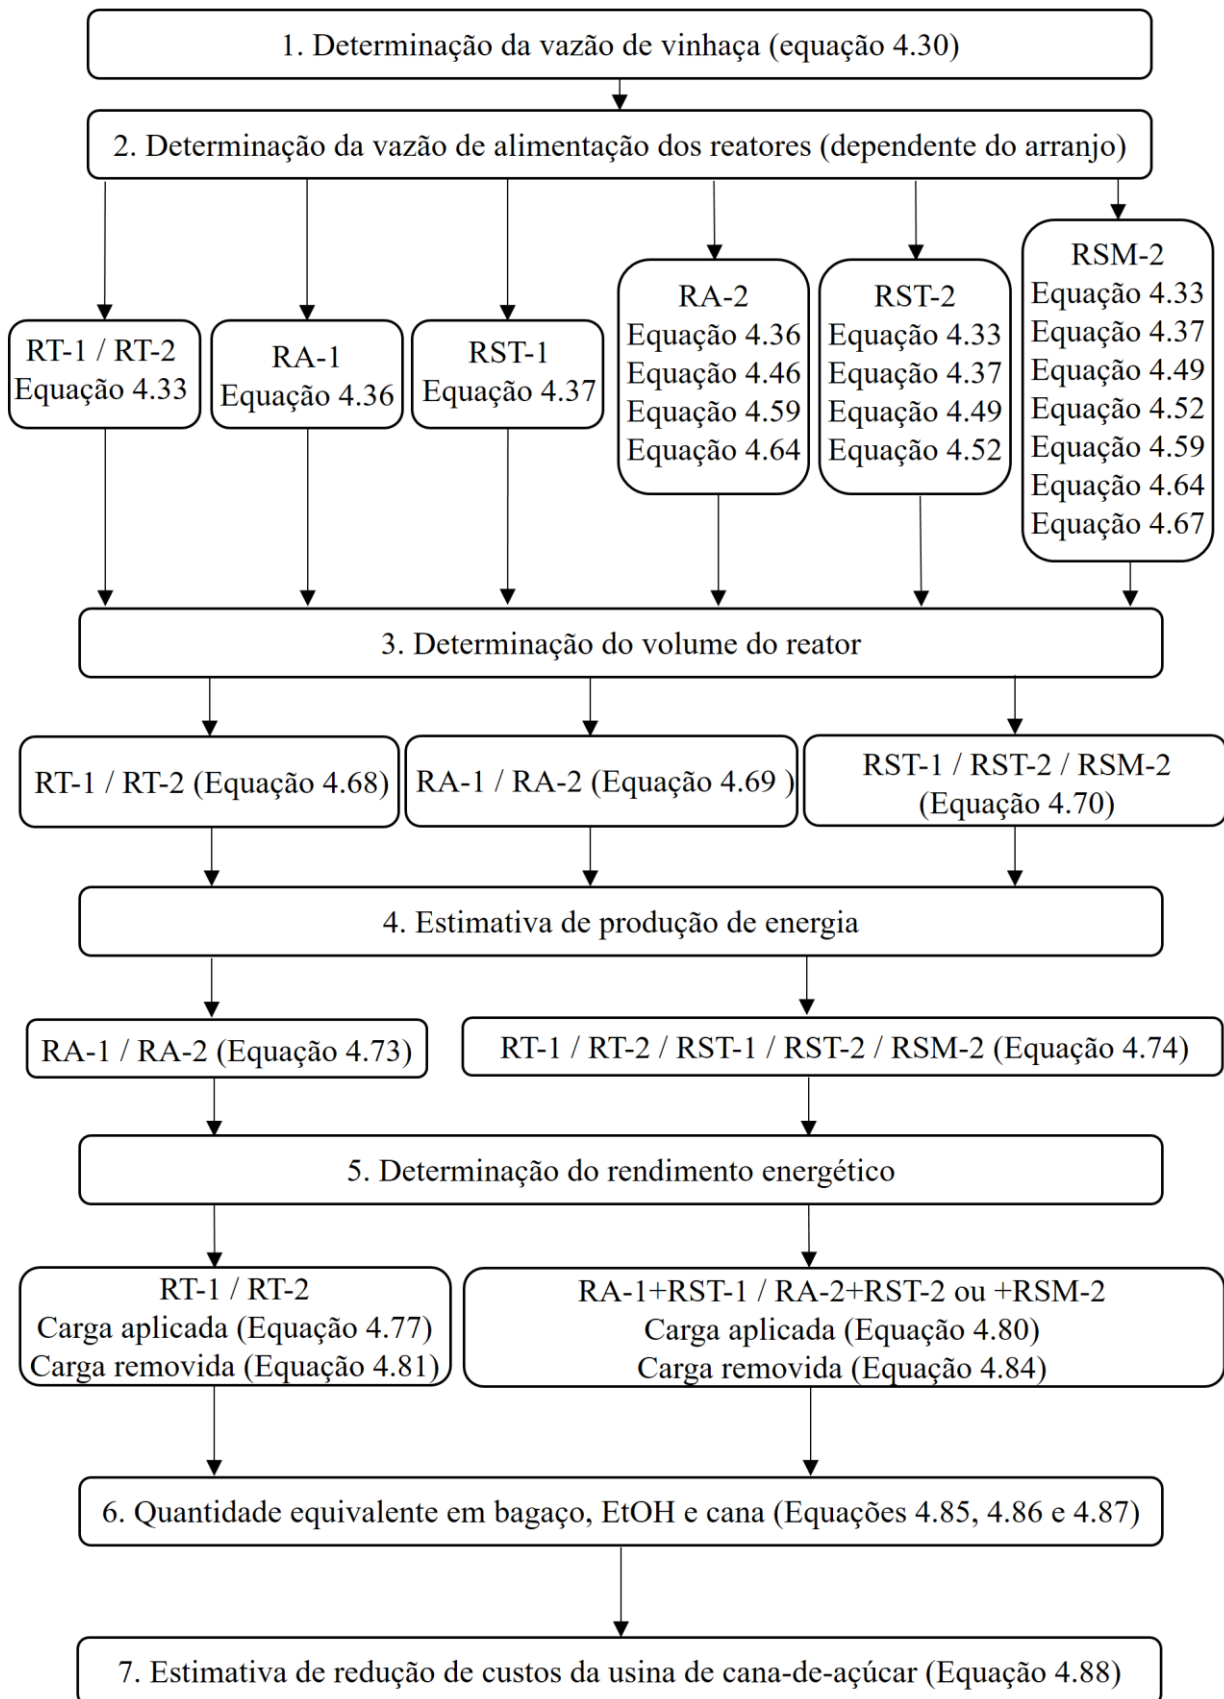 1. Determinação da vazão de vinhaça (equação 4.30)
2. Determinação da vazão de alimentação dos reatores (dependente do arranjo)
RT-1 / RT-2
Equação 4.33
RA-1
Equação 4.36
RST-1
Equação 4.37
RA-2
Equação 4.36
Equação 4.46
Equação 4.59
Equação 4.64
RST-2
Equação 4.33
Equação 4.37
Equação 4.49
Equação 4.52
RSM-2
Equação 4.33
Equação 4.37
Equação 4.49
Equação 4.52
Equação 4.59
Equação 4.64
Equação 4.67
3. Determinação do volume do reator
RT-1 / RT-2 (Equação 4.68)
RA-1 / RA-2 (Equação 4.69 )
RST-1 / RST-2 / RSM-2
(Equação 4.70)
4. Estimativa de produção de energia
RA-1 / RA-2 (Equação 4.73)
RT-1 / RT-2 / RST-1 / RST-2 / RSM-2 (Equação 4.74)
5. Determinação do rendimento energético
RT-1 / RT-2
Carga aplicada (Equação 4.77)
Carga removida (Equação 4.81)
RA-1+RST-1 / RA-2+RST-2 ou +RSM-2
Carga aplicada (Equação 4.80)
Carga removida (Equação 4.84)
6. Quantidade equivalente em bagaço, EtOH e cana (Equações 4.85, 4.86 e 4.87)
7. Estimativa de redução de custos da usina de cana-de-açúcar (Equação 4.88)